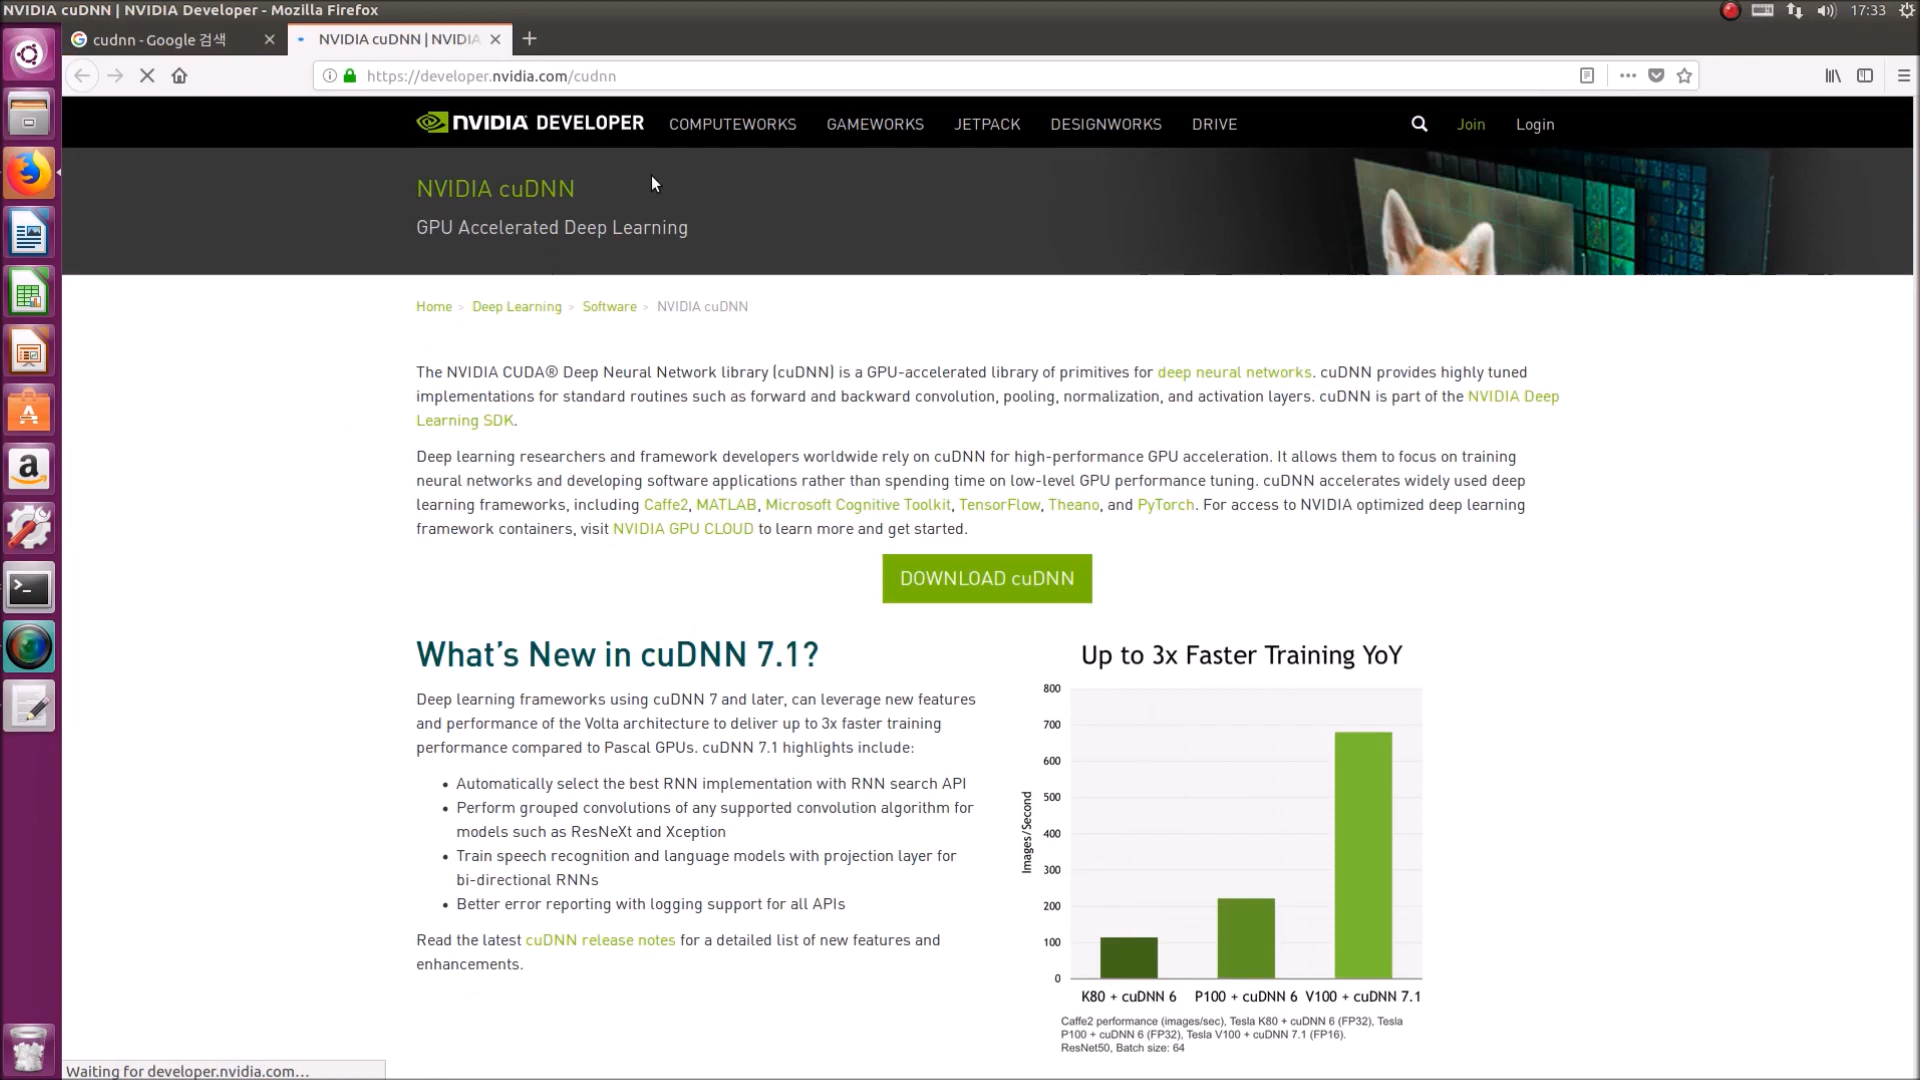 NVIDIA cuDNN | NVIDIA Developer - Mozilla Firefox
17:33
cudnn - Google 검색
NVIDIA cuDNN | NVIDIA
https://developer.nvidia.com/cudnn
NVIDIA DEVELOPER COMPUTEWORKS GAMEWORKS JETPACK DESIGNWORKS DRIVE Join Login
NVIDIA cuDNN
GPU Accelerated Deep Learning
Home > Deep Learning > Software > NVIDIA cuDNN
The NVIDIA CUDA® Deep Neural Network library (cuDNN) is a GPU-accelerated library of primitives for deep neural networks. cuDNN provides highly tuned
implementations for standard routines such as forward and backward convolution, pooling, normalization, and activation layers. cuDNN is part of the NVIDIA Deep
Learning SDK.
Deep learning researchers and framework developers worldwide rely on cuDNN for high-performance GPU acceleration. It allows them to focus on training
neural networks and developing software applications rather than spending time on low-level GPU performance tuning. cuDNN accelerates widely used deep
learning frameworks, including Caffe2, MATLAB, Microsoft Cognitive Toolkit, TensorFlow, Theano, and PyTorch. For access to NVIDIA optimized deep learning
framework containers, visit NVIDIA GPU CLOUD to learn more and get started.
DOWNLOAD cuDNN
What's New in cuDNN 7.1?
Deep learning frameworks using cuDNN 7 and later, can leverage new features
and performance of the Volta architecture to deliver up to 3x faster training
performance compared to Pascal GPUs. cuDNN 7.1 highlights include:
• Automatically select the best RNN implementation with RNN search API
• Perform grouped convolutions of any supported convolution algorithm for
models such as ResNeXt and Xception
• Train speech recognition and language models with projection layer for
bi-directional RNNs
• Better error reporting with logging support for all APIs
Read the latest cuDNN release notes for a detailed list of new features and
enhancements.
Up to 3x Faster Training YoY
800
700
600
500
400
300
200
100
0
Images/Second
K80 + cuDNN 6 P100 + cuDNN 6 V100 + cuDNN 7.1
Caffe2 performance (images/sec), Tesla K80 + cuDNN 6 (FP32), Tesla
P100 + cuDNN 6 (FP32), Tesla V100 + cuDNN 7.1 (FP16).
ResNet50, Batch size: 64
Waiting for developer.nvidia.com...